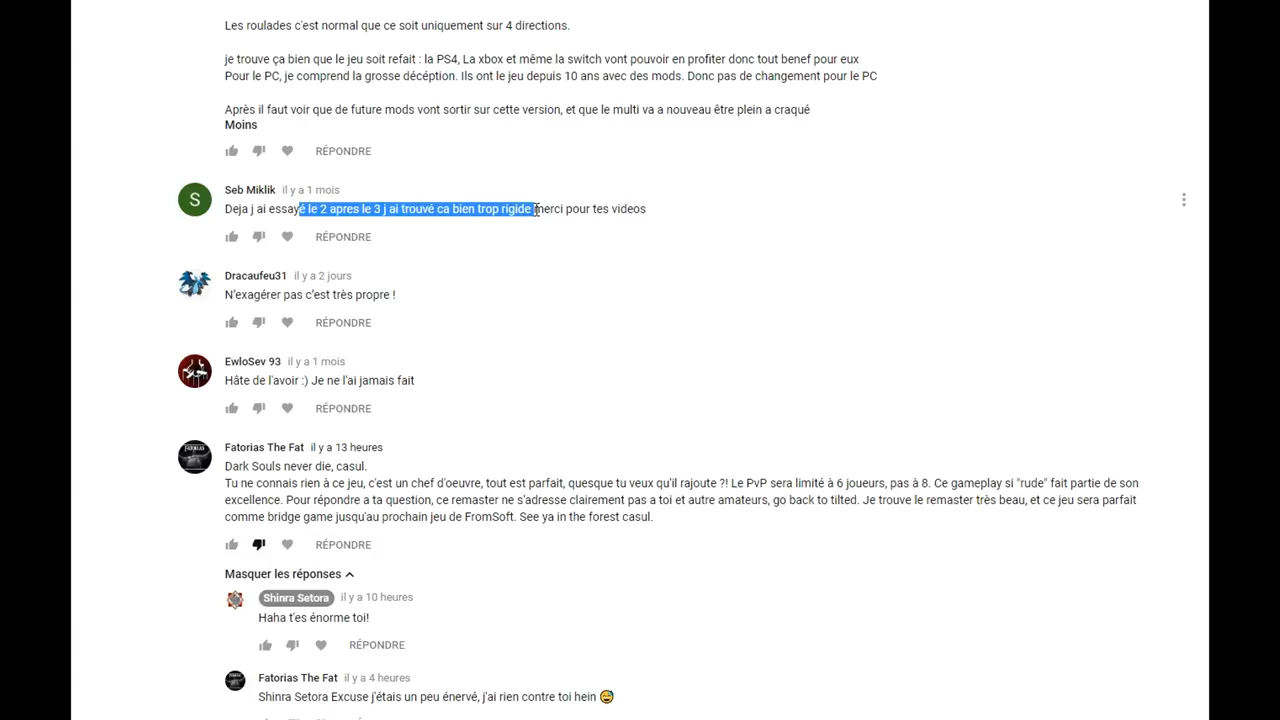 Les roulades c'est normal que ce soit uniquement sur 4 directions.
je trouve ça bien que le jeu soit refait : la PS4, La xbox et même la switch vont pouvoir en profiter donc tout benef pour eux
Pour le PC, je comprend la grosse décéption. Ils ont le jeu depuis 10 ans avec des mods. Donc pas de changement pour le PC
Après il faut voir que de future mods vont sortir sur cette version, et que le multi va a nouveau être plein a craqué
Moins
RÉPONDRE
S
Seb Miklik il y a 1 mois
Deja j ai essayé le 2 apres le 3 j ai trouvé ca bien trop rigide merci pour tes videos
RÉPONDRE
Dracaufeu31 il y a 2 jours
N'exagérer pas c'est très propre !
RÉPONDRE
EwloSev 93 il y a 1 mois
Hâte de l'avoir :) Je ne l'ai jamais fait
RÉPONDRE
Fatorias The Fat il y a 13 heures
Dark Souls never die, casul.
Tu ne connais rien à ce jeu, c'est un chef d'oeuvre, tout est parfait, quesque tu veux qu'il rajoute ?! Le PvP sera limité à 6 joueurs, pas à 8. Ce gameplay si "rude" fait partie de son
excellence. Pour répondre a ta question, ce remaster ne s'adresse clairement pas a toi et autre amateurs, go back to tilted. Je trouve le remaster très beau, et ce jeu sera parfait
comme bridge game jusqu'au prochain jeu de FromSoft. See ya in the forest casul.
RÉPONDRE
Masquer les réponses
Shinra Setora il y a 10 heures
Haha t'es énorme toi!
RÉPONDRE
Fatorias The Fat il y a 4 heures
Shinra Setora Excuse j'étais un peu énervé, j'ai rien contre toi hein 😅